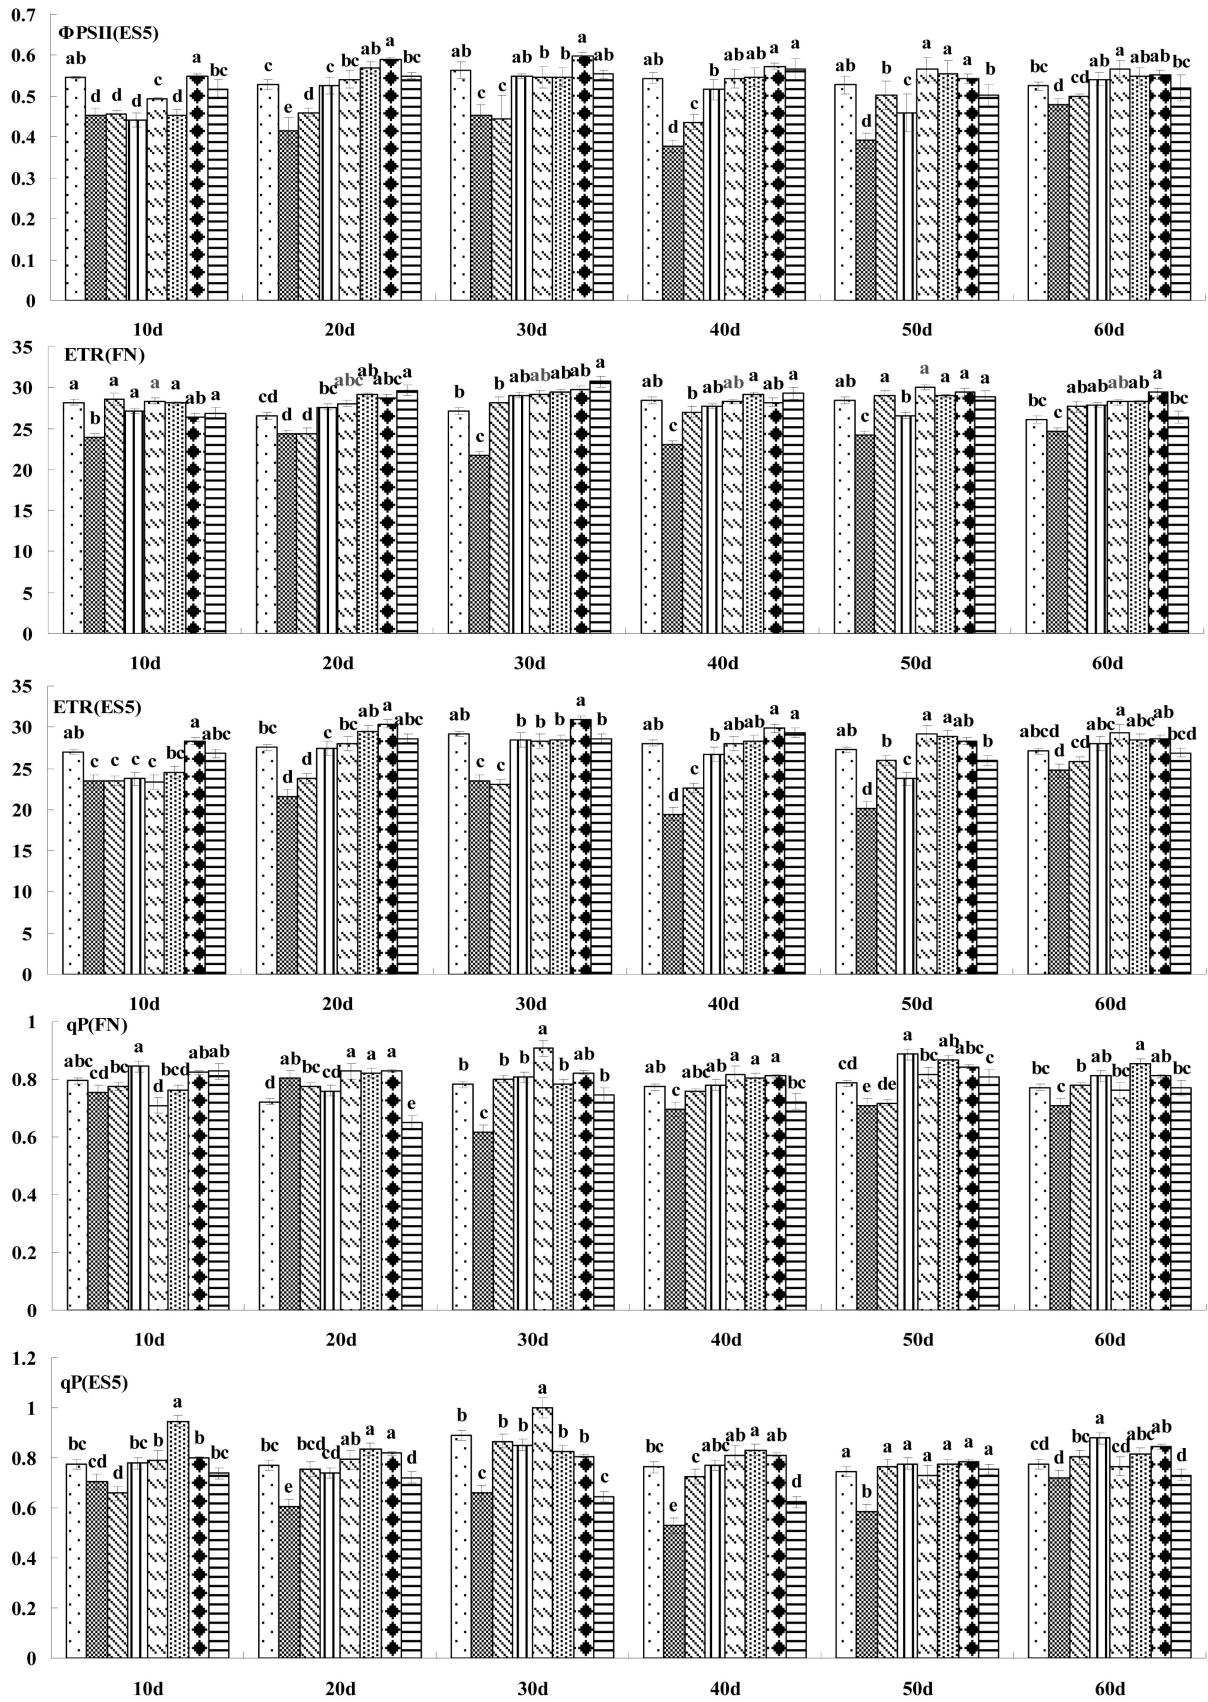 0.7
ΦPSII(ES5)
0.6
0.5
0.4
0.3
0.2
0.1
0
ab d d d c d a bc
c e d c bc ab a bc
ab c c ab b b a ab
ab d c b ab ab a a
ab d b c a a a b
bc d cd ab a ab ab bc
10d 20d 30d 40d 50d 60d
35
ETR(FN)
30
25
20
15
10
5
0
a b a a a a ab a
cd d d bc abc ab abc a
b c b ab ab ab ab a
ab c b ab ab a ab a
ab c a b a a a a
bc c ab ab ab ab a bc
10d 20d 30d 40d 50d 60d
35
ETR(ES5)
30
25
20
15
10
5
0
ab c c c c bc a abc
bc d d c bc ab a abc
ab c c b b b a b
ab d c b ab ab a a
ab d b c a a ab b
abcd d cd abc a ab ab bcd
10d 20d 30d 40d 50d 60d
1
qP(FN)
0.8
0.6
0.4
0.2
0
abc cd bc a d bcd ab ab
d ab bc cd a a a e
b c b b a b ab b
ab c b ab a a a bc
cd e de a bc ab abc c
bc c b ab bc a ab bc
10d 20d 30d 40d 50d 60d
1.2
qP(ES5)
1
0.8
0.6
0.4
0.2
0
bc cd d bc b a b bc
bc e bcd cd ab a a d
b c b b a b b c
bc e c abc ab a ab d
a b a a a a a a
cd d bc a cd abc ab d
10d 20d 30d 40d 50d 60d